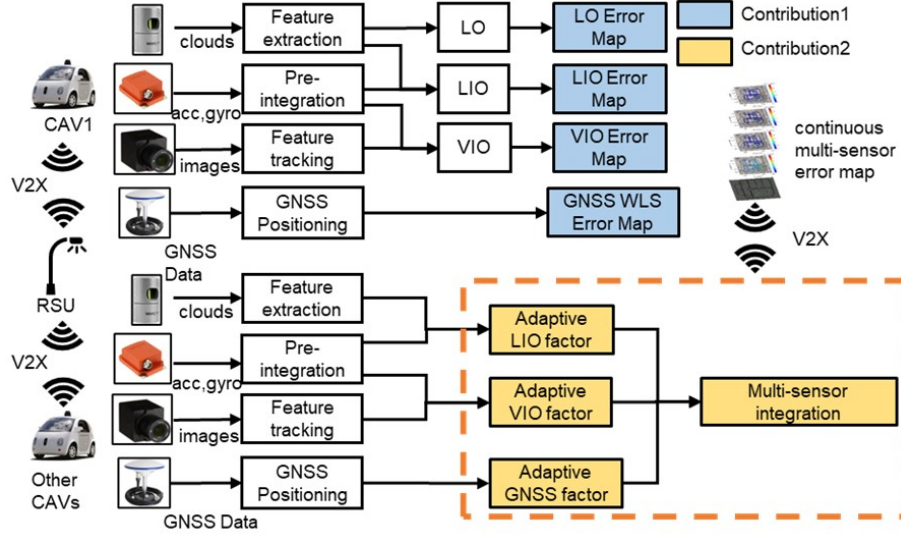 clouds
Feature
extraction
LO
LO Error
Map
Contribution1
Contribution2
CAV1
acc,gyro
Pre-
integration
LIO
LIO Error
Map
images
Feature
tracking
VIO
VIO Error
Map
continuous
multi-sensor
error map
V2X
GNSS
Positioning
GNSS WLS
Error Map
V2X
GNSS
Data
RSU
clouds
Feature
extraction
Adaptive
LIO factor
V2X
acc,gyro
Pre-
integration
Adaptive
VIO factor
Multi-sensor
integration
images
Feature
tracking
Other
CAVs
GNSS
Positioning
Adaptive
GNSS factor
GNSS Data